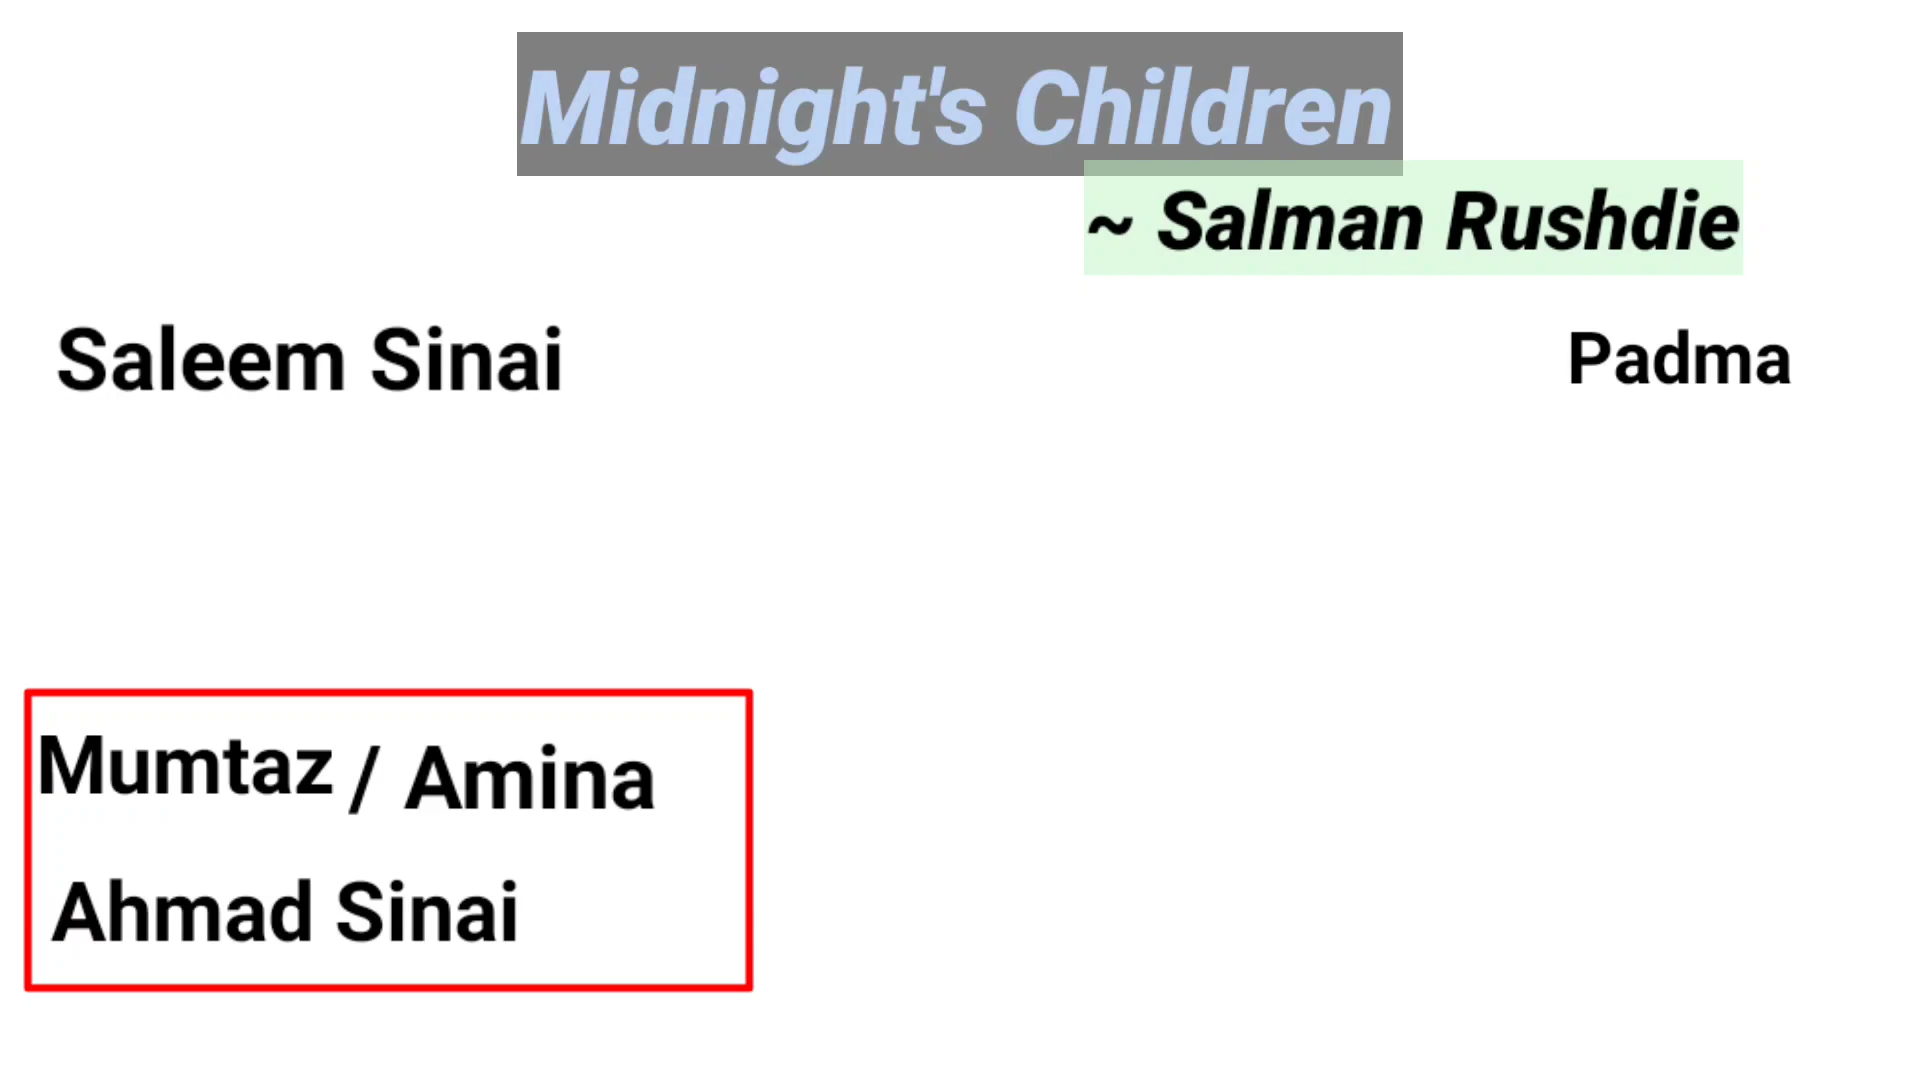 Midnight's Children
~ Salman Rushdie
Saleem Sinai
Padma
Mumtaz / Amina
Ahmad Sinai